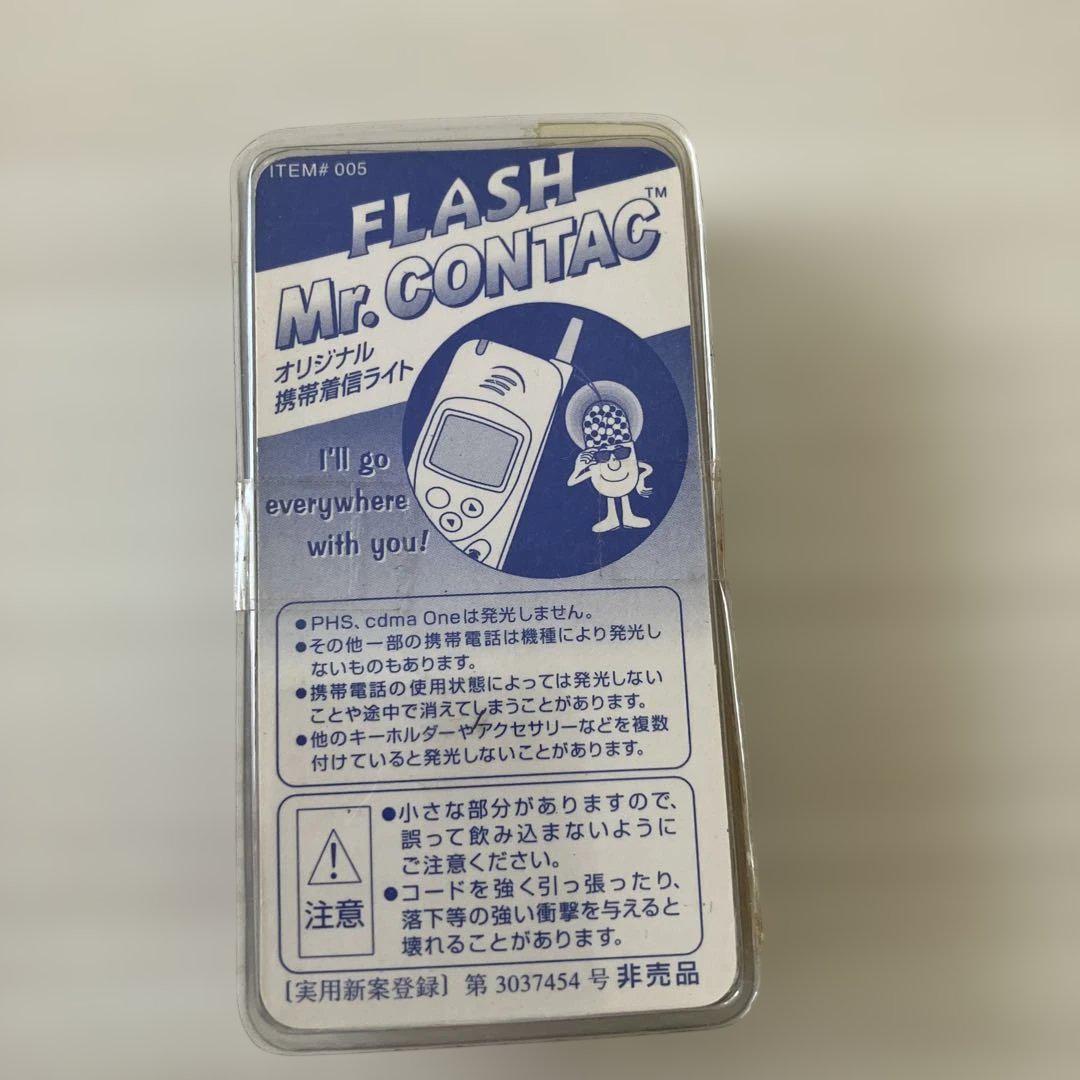 ITEM# 005
FLASH
Mr. CONTAC™
オリジナル
携帯着信ライト
I'll go
everywhere
with you!
●PHS、cdma Oneは発光しません。
●その他一部の携帯電話は機種により発光し
ないものもあります。
●携帯電話の使用状態によっては発光しない
ことや途中で消えてしまうことがあります。
●他のキーホルダーやアクセサリーなどを複数
付けていると発光しないことがあります。
注意
●小さな部分がありますので、
誤って飲み込まないように
ご注意ください。
●コードを強く引っ張ったり、
落下等の強い衝撃を与えると
壊れることがあります。
〔実用新案登録〕第 3037454 号 非売品